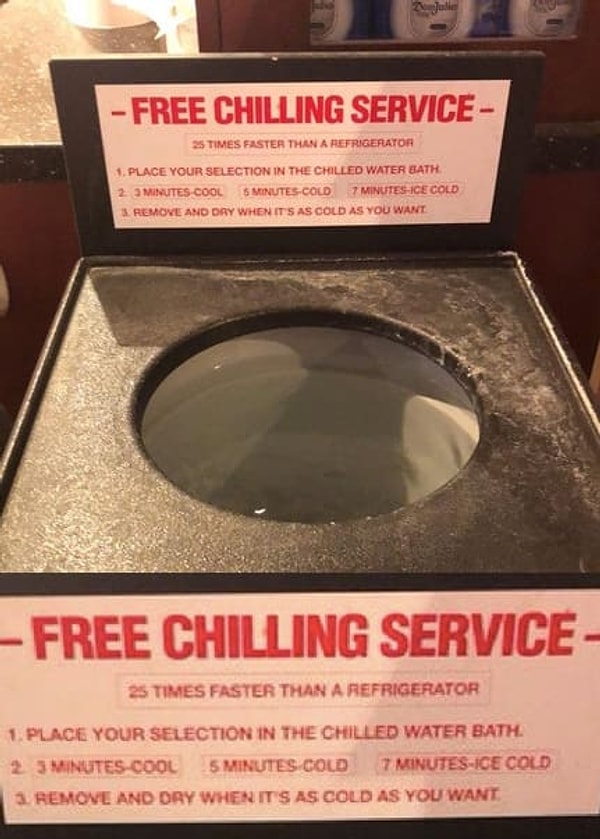 Don Julio
- FREE CHILLING SERVICE -
25 TIMES FASTER THAN A REFRIGERATOR
1. PLACE YOUR SELECTION IN THE CHILLED WATER BATH.
2. 3 MINUTES-COOL 5 MINUTES-COLD 7 MINUTES-ICE COLD
3. REMOVE AND DRY WHEN IT'S AS COLD AS YOU WANT.
- FREE CHILLING SERVICE -
25 TIMES FASTER THAN A REFRIGERATOR
1. PLACE YOUR SELECTION IN THE CHILLED WATER BATH.
2. 3 MINUTES-COOL 5 MINUTES-COLD 7 MINUTES-ICE COLD
3. REMOVE AND DRY WHEN IT'S AS COLD AS YOU WANT.